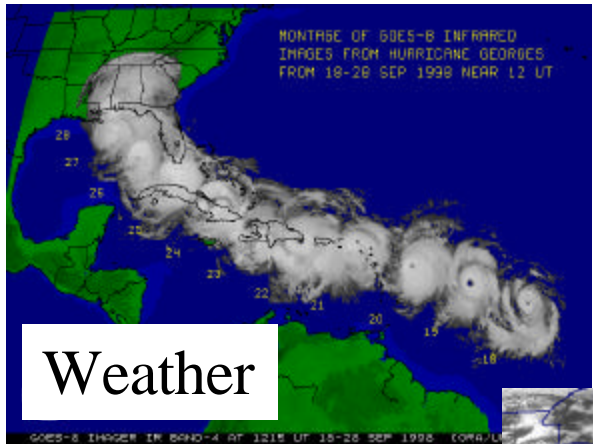 MONTAGE OF GOES-8 INFRARED
IMAGES FROM HURRICANE GEORGES
FROM 18-28 SEP 1998 NEAR 12 UT
28
27
26
25
24
23
22
21
20
19
18
Weather
GOES-8 IMAGER IR BAND-4 AT 1215 UT 18-28 SEP 1998